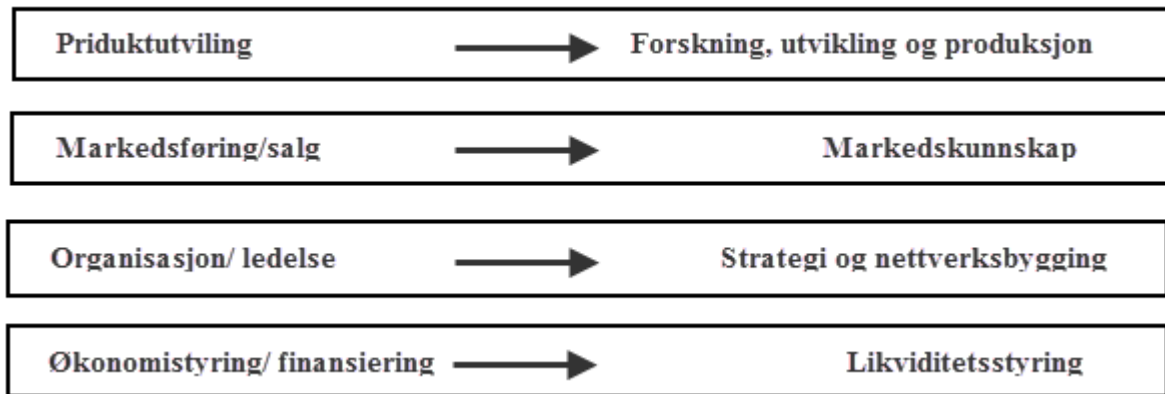 Priduktutviling Forskning, utvikling og produksjon
Markedsføring/salg Markedskunnskap
Organisasjon/ ledelse Strategi og nettverksbygging
Økonomistyring/ finansiering Likviditetsstyring